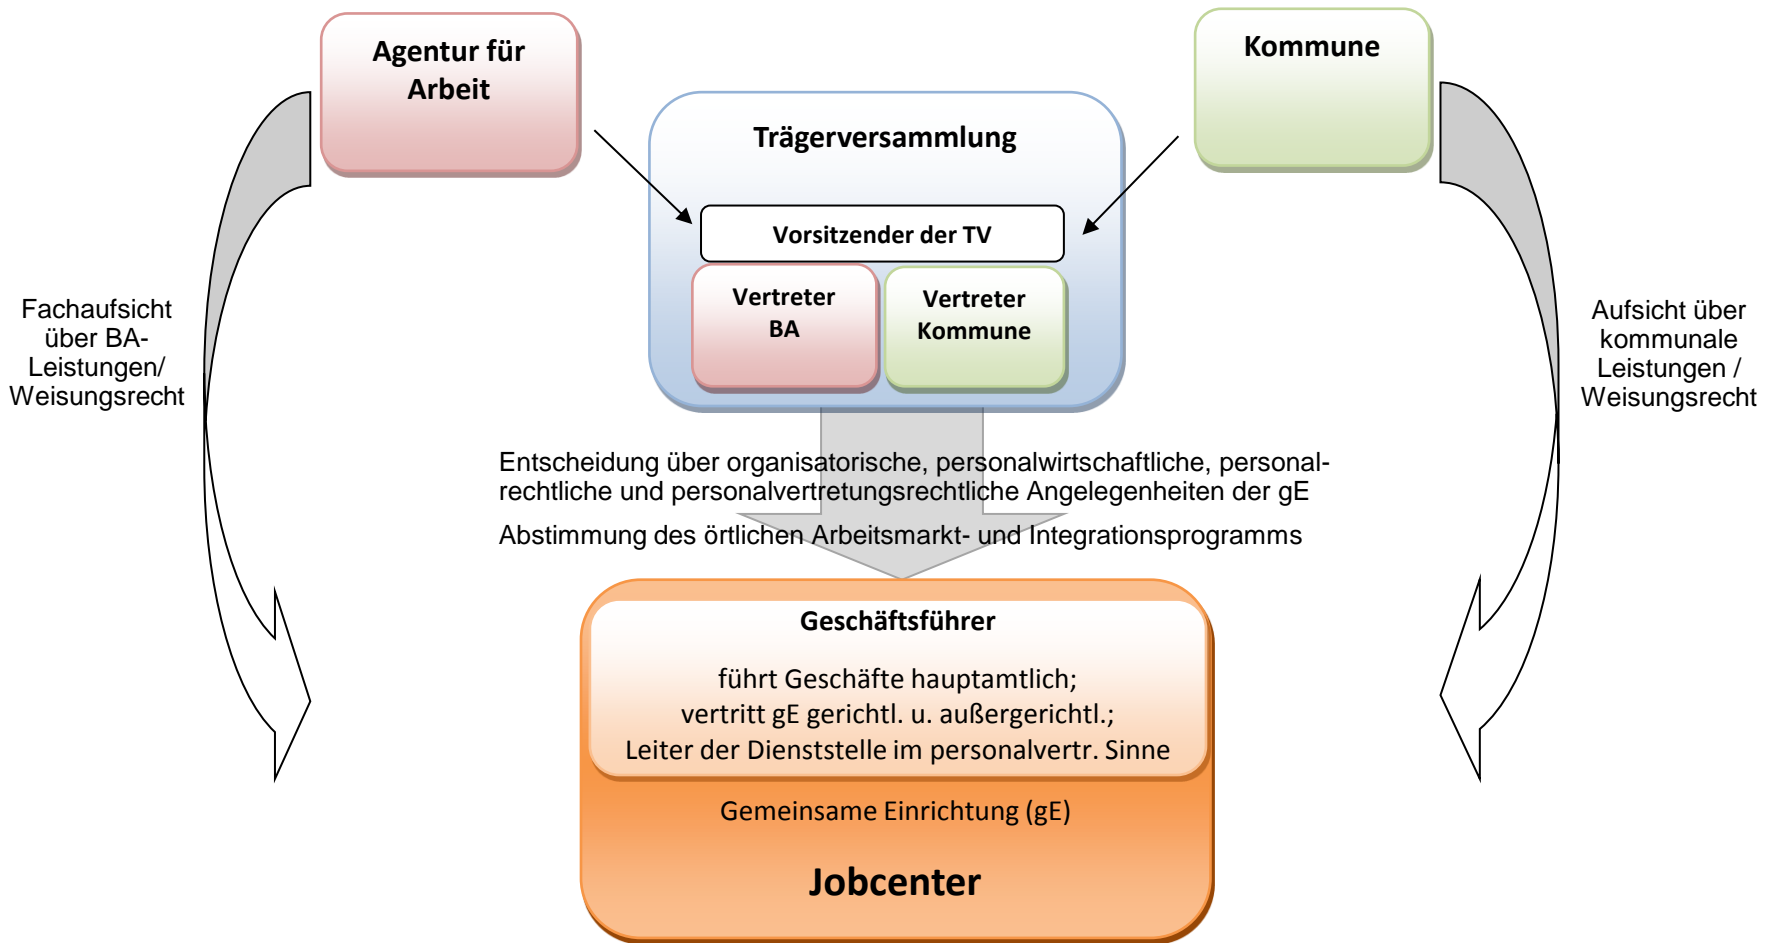 Agentur für
Arbeit
Kommune
Trägerversammlung
Vorsitzender der TV
Vertreter
BA
Vertreter
Kommune
Fachaufsicht
über BA-
Leistungen/
Weisungsrecht
Aufsicht über
kommunale
Leistungen /
Weisungsrecht
Entscheidung über organisatorische, personalwirtschaftliche, personal-
rechtliche und personalvertretungsrechtliche Angelegenheiten der gE
Abstimmung des örtlichen Arbeitsmarkt- und Integrationsprogramms
Geschäftsführer
führt Geschäfte hauptamtlich;
vertritt gE gerichtl. u. außergerichtl.;
Leiter der Dienststelle im personalvertr. Sinne
Gemeinsame Einrichtung (gE)
Jobcenter